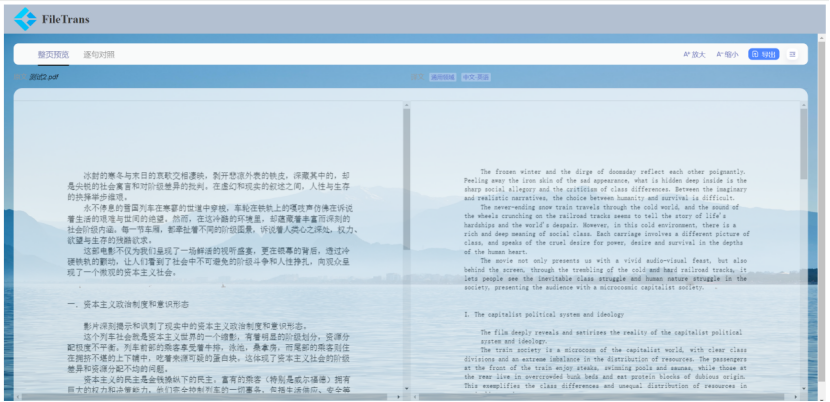 FileTrans
整页预览 逐句对照
A⁺ 放大 A⁻ 缩小 导出
测试2.pdf
通用领域 中文-英语
冰封的寒冬与末日的哀歌交相凄映，剥开悲凉外表的铁皮，深藏其中的，却
是尖锐的社会寓言和对阶级差异的批判。在虚幻和现实的叙述之间，人性与生存
的抉择举步维艰。
永不停息的雪国列车在寒蓼的世道中穿梭，车轮在铁轨上的嘎吱声仿佛在诉说
着生活的艰难与世间的绝望。然而，在这冷酷的环境里，却蕴藏着丰富而深刻的
社会阶级内涵。每一节车厢，都牵扯着不同的阶级图景，诉说着人类心之深处，权力、
欲望与生存的残酷欲求。
这部电影不仅为我们呈现了一场鲜活的视听盛宴，更在银幕的背后，透过冷
硬铁轨的颤动，让人们看到了社会中不可避免的阶级斗争和人性挣扎，向观众呈
现了一个微观的资本主义社会。
一．资本主义政治制度和意识形态
影片深刻揭示和讽刺了现实中的资本主义政治制度和意识形态。
这个列车社会就是资本主义世界的一个缩影，有着明显的阶级划分，资源分
配极度不平衡。列车前部的乘客享受着牛排，泳池，桑拿房，而尾部的乘客则住
在拥挤不堪的上下铺中，吃着来源可疑的蛋白块，这体现了资本主义社会的阶级
差异和资源分配不均的问题。
资本主义的民主是金钱操纵下的民主，富有的乘客（特别是威尔福德）拥有
巨大的权力和决策能力，他们完全控制列车的一切事务，包括生活供应、安全等
The frozen winter and the dirge of doomsday reflect each other poignantly.
Peeling away the iron skin of the sad appearance, what is hidden deep inside is the
sharp social allegory and the criticism of class differences. Between the imaginary
and realistic narratives, the choice between humanity and survival is difficult.
The never-ending snow train travels through the cold world, and the sound of
the wheels crunching on the railroad tracks seems to tell the story of life's
hardships and the world's despair. However, in this cold environment, there is a
rich and deep meaning of social class. Each carriage involves a different picture of
class, and speaks of the cruel desire for power, desire and survival in the depths
of the human heart.
The movie not only presents us with a vivid audio-visual feast, but also
behind the screen, through the trembling of the cold and hard railroad tracks, it
lets people see the inevitable class struggle and human nature struggle in the
society, presenting the audience with a microcosmic capitalist society.
I. The capitalist political system and ideology
The film deeply reveals and satirizes the reality of the capitalist political
system and ideology.
The train society is a microcosm of the capitalist world, with clear class
divisions and an extreme imbalance in the distribution of resources. The passengers
at the front of the train enjoy steaks, swimming pools and saunas, while those at
the rear live in overcrowded bunk beds and eat protein blocks of dubious origin.
This exemplifies the class differences and unequal distribution of resources in